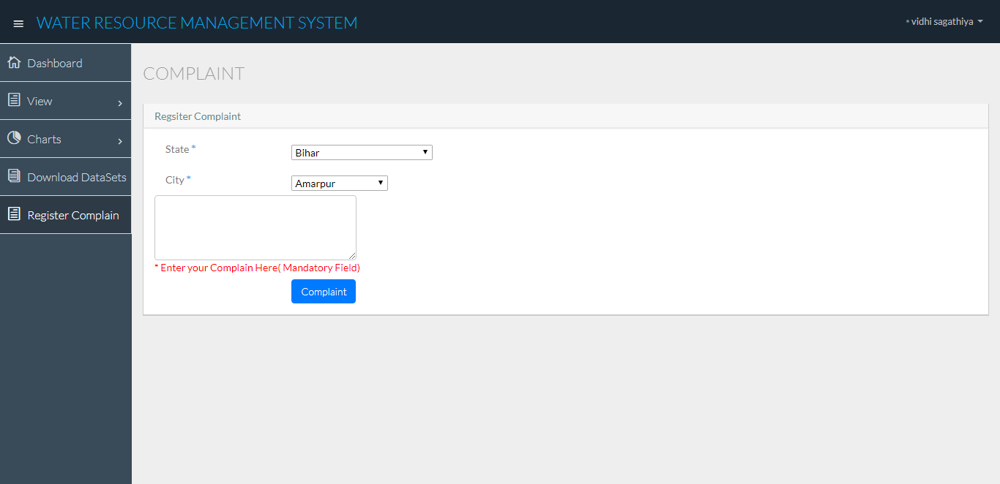 WATER RESOURCE MANAGEMENT SYSTEM
vidhi sagathiya
Dashboard
View
Charts
Download DataSets
Register Complain
COMPLAINT
Regsiter Complaint
State *
Bihar
City *
Amarpur
* Enter your Complain Here( Mandatory Field)
Complaint